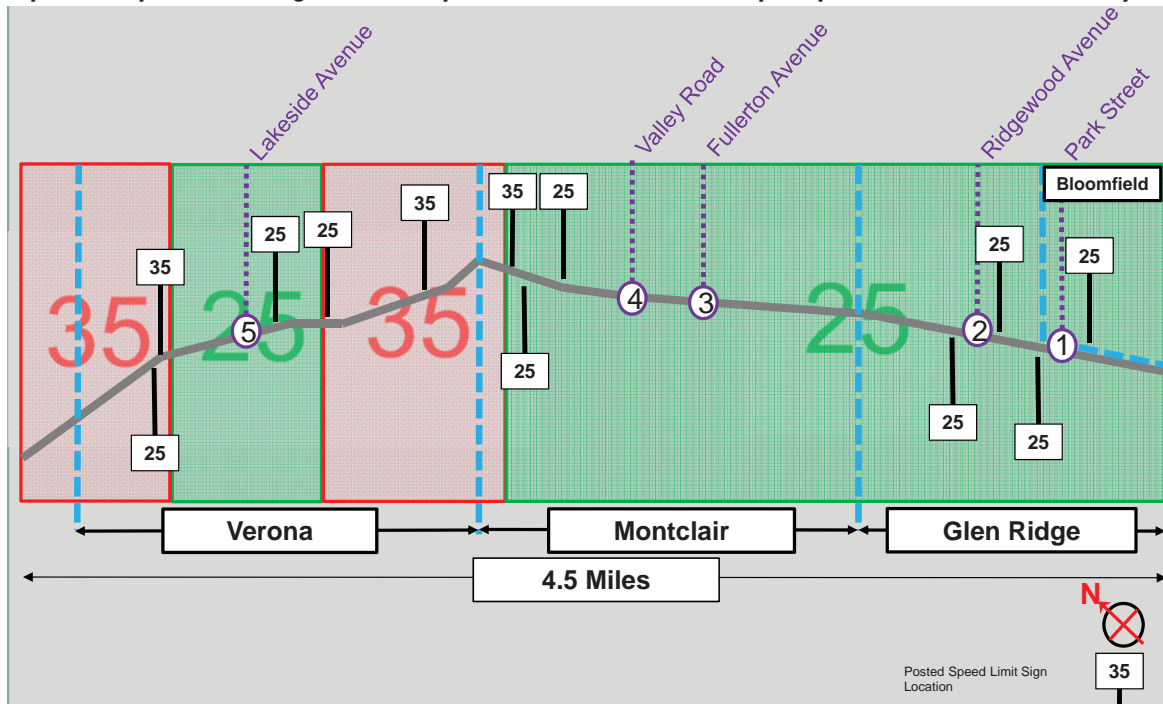 Lakeside Avenue
Valley Road
Fullerton Avenue
Ridgewood Avenue
Park Street
Bloomfield
35
25
25
35
35
25
25
25
35
25
35
25
5
4
3
2
1
25
25
25
25
25
Verona
Montclair
Glen Ridge
4.5 Miles
N
Posted Speed Limit Sign
Location
35